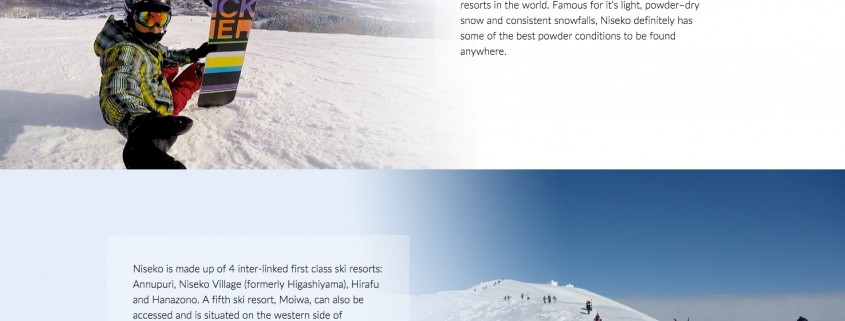 ICK
IER
resorts in the world. Famous for it's light, powder–dry
snow and consistent snowfalls, Niseko definitely has
some of the best powder conditions to be found
anywhere.
Niseko is made up of 4 inter-linked first class ski resorts:
Annupuri, Niseko Village (formerly Higashiyama), Hirafu
and Hanazono. A fifth ski resort, Moiwa, can also be
accessed and is situated on the western side of